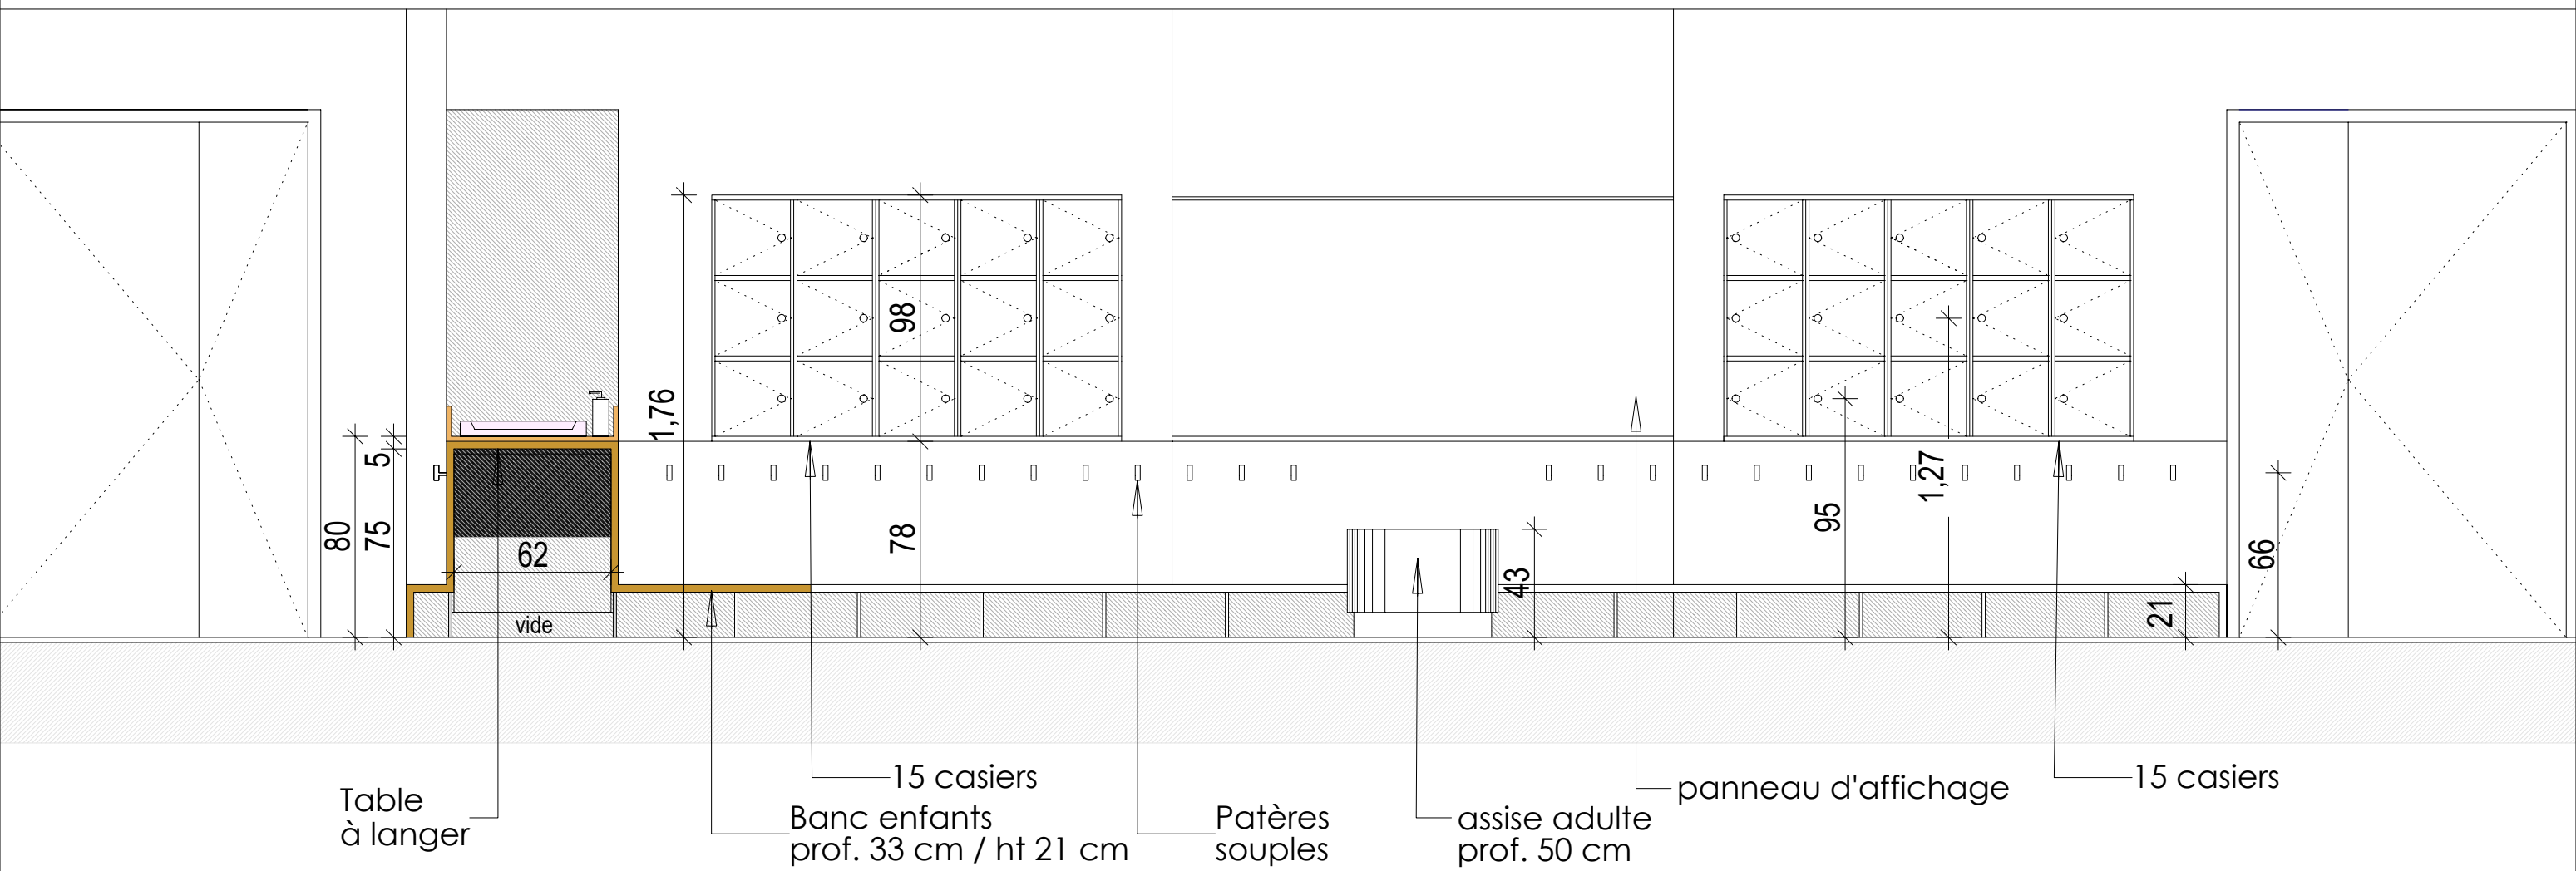 80
75
5
62
vide
1,76
98
78
43
95
1,27
21
66
Table
à langer
15 casiers
Banc enfants
prof. 33 cm / ht 21 cm
Patères
souples
assise adulte
prof. 50 cm
panneau d'affichage
15 casiers